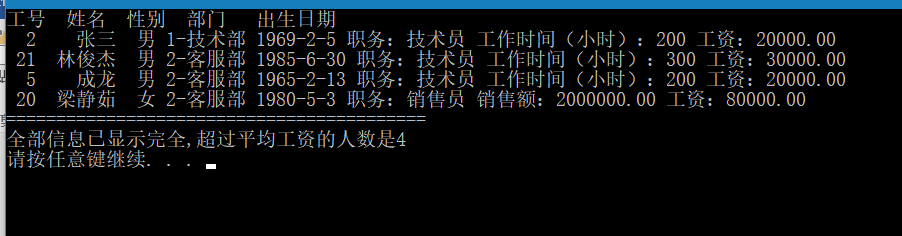 工号 姓名 性别 部门 出生日期
2 张三 男 1-技术部 1969-2-5 职务：技术员 工作时间（小时）：200 工资：20000.00
21 林俊杰 男 2-客服部 1985-6-30 职务：技术员 工作时间（小时）：300 工资：30000.00
5 成龙 男 2-客服部 1965-2-13 职务：技术员 工作时间（小时）：200 工资：20000.00
20 梁静茹 女 2-客服部 1980-5-3 职务：销售员 销售额：2000000.00 工资：80000.00
==========================================
全部信息已显示完全,超过平均工资的人数是4
请按任意键继续. . .